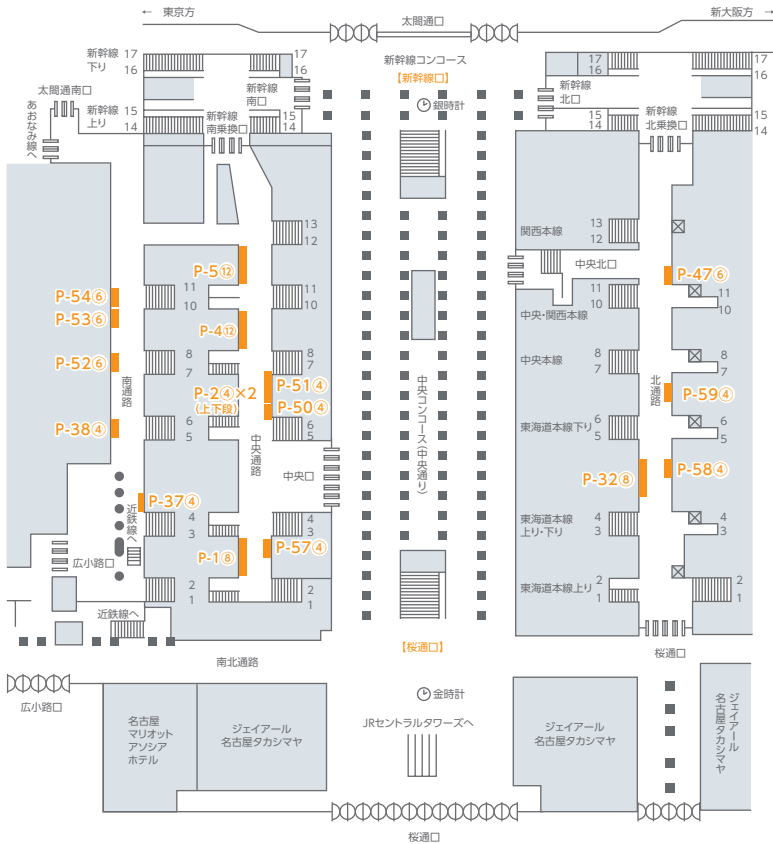 ← 東京方
太閤通口
新大阪方 →
新幹線
下り
17
16
17
16
新幹線コンコース
【新幹線口】
17
16
17
16
太閤通南口
新幹線
南口
新幹線
北口
あおなみ線へ
新幹線
上り
15
14
新幹線
南乗換口
15
14
銀時計
15
14
新幹線
北乗換口
15
14
13
12
関西本線
13
12
中央北口
P-5⑫
P-47⑥
P-54⑥
P-53⑥
11
10
11
10
中央・関西本線
11
10
11
10
P-4⑫
P-52⑥
8
7
8
7
中央本線
8
7
8
7
南通路
P-2④×2
(上下段)
P-51④
P-50④
中央コンコース(中央通り)
北通路
P-59④
P-38④
6
5
中央通路
6
5
東海道本線下り
6
5
6
5
中央口
P-32⑧
P-58④
P-37④
近鉄線へ
4
3
4
3
東海道本線
上り・下り
4
3
4
3
広小路口
P-1⑧
P-57④
2
1
2
1
東海道本線上り
2
1
2
1
近鉄線へ
【桜通口】
桜通口
南北通路
広小路口
金時計
名古屋
マリオット
アソシア
ホテル
ジェイアール
名古屋タカシマヤ
JRセントラルタワーズへ
ジェイアール
名古屋タカシマヤ
ジェイアール
名古屋タカシマヤ
桜通口